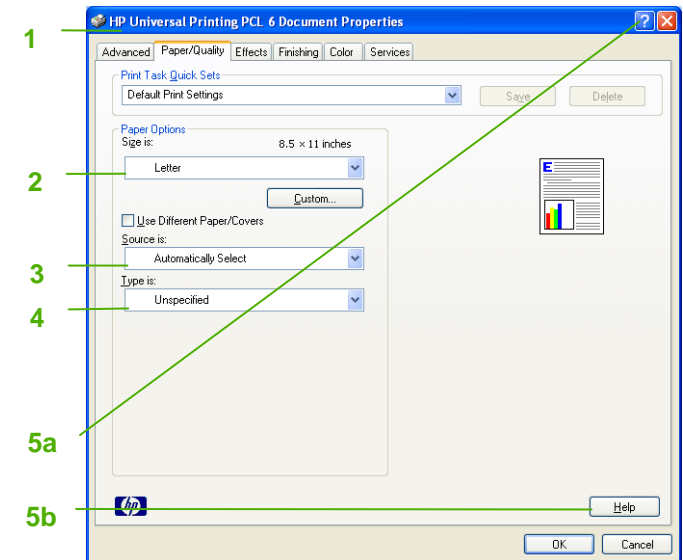 HP Universal Printing PCL 6 Document Properties
?
1
Advanced Paper/Quality Effects Finishing Color Services
Print Task Quick Sets
Default Print Settings
Save Delete
Paper Options
Size is: 8.5 × 11 inches
2
Letter
E
Custom...
Use Different Paper/Covers
Source is:
3
Automatically Select
Type is:
4
Unspecified
5a
hp
Help
5b
OK Cancel